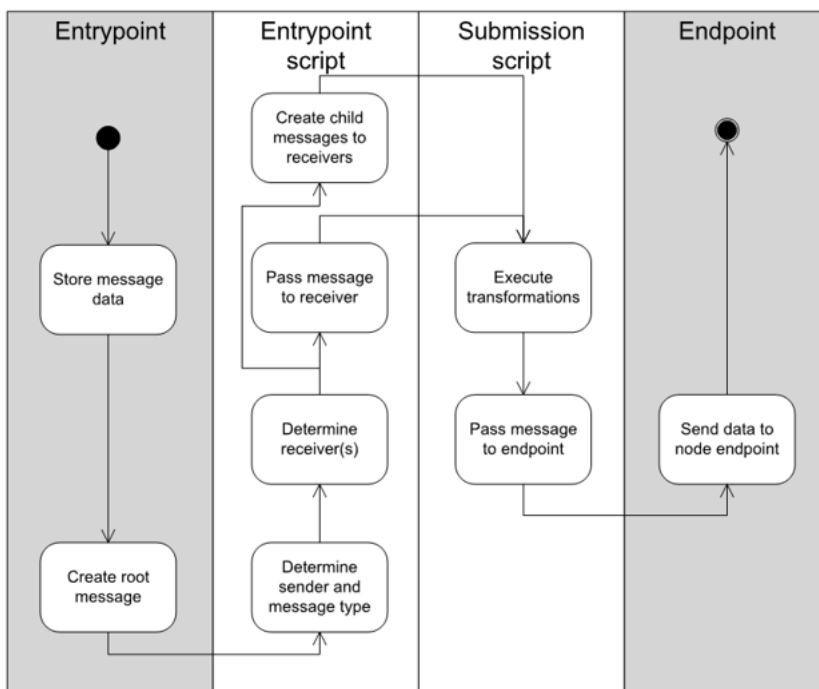 Entrypoint
Entrypoint
script
Submission
script
Endpoint
Create child
messages to
receivers
Store message
data
Pass message
to receiver
Execute
transformations
Determine
receiver(s)
Pass message
to endpoint
Send data to
node endpoint
Create root
message
Determine
sender and
message type